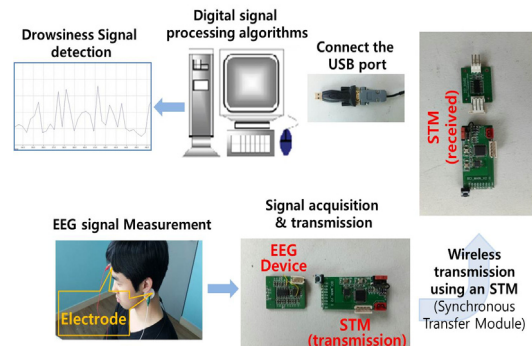 Drowsiness Signal
detection
Digital signal
processing algorithms
Connect the
USB port
STM
(received)
EEG signal Measurement
Electrode
Signal acquisition
& transmission
EEG
Device
STM
(transmission)
Wireless
transmission
using an STM
(Synchronous
Transfer Module)